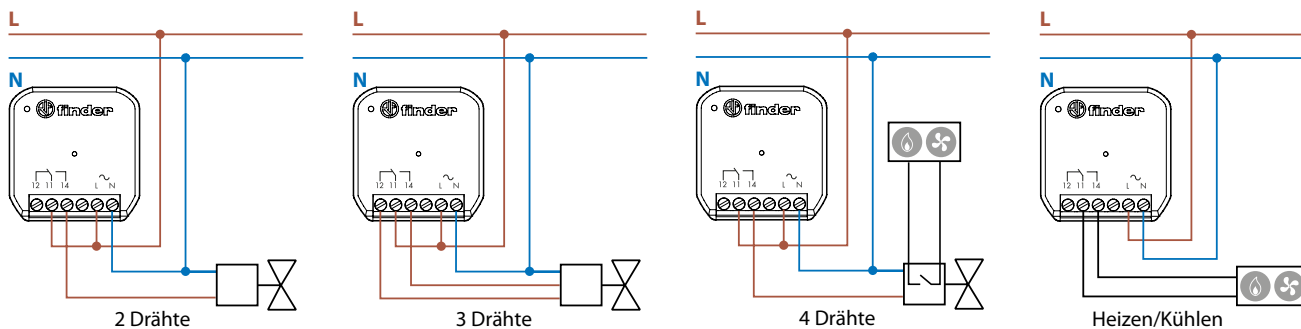 L
N
finder
12 11 14 L N
2 Drähte
L
N
finder
12 11 14 L N
3 Drähte
L
N
finder
12 11 14 L N
4 Drähte
L
N
finder
12 11 14 L N
Heizen/Kühlen